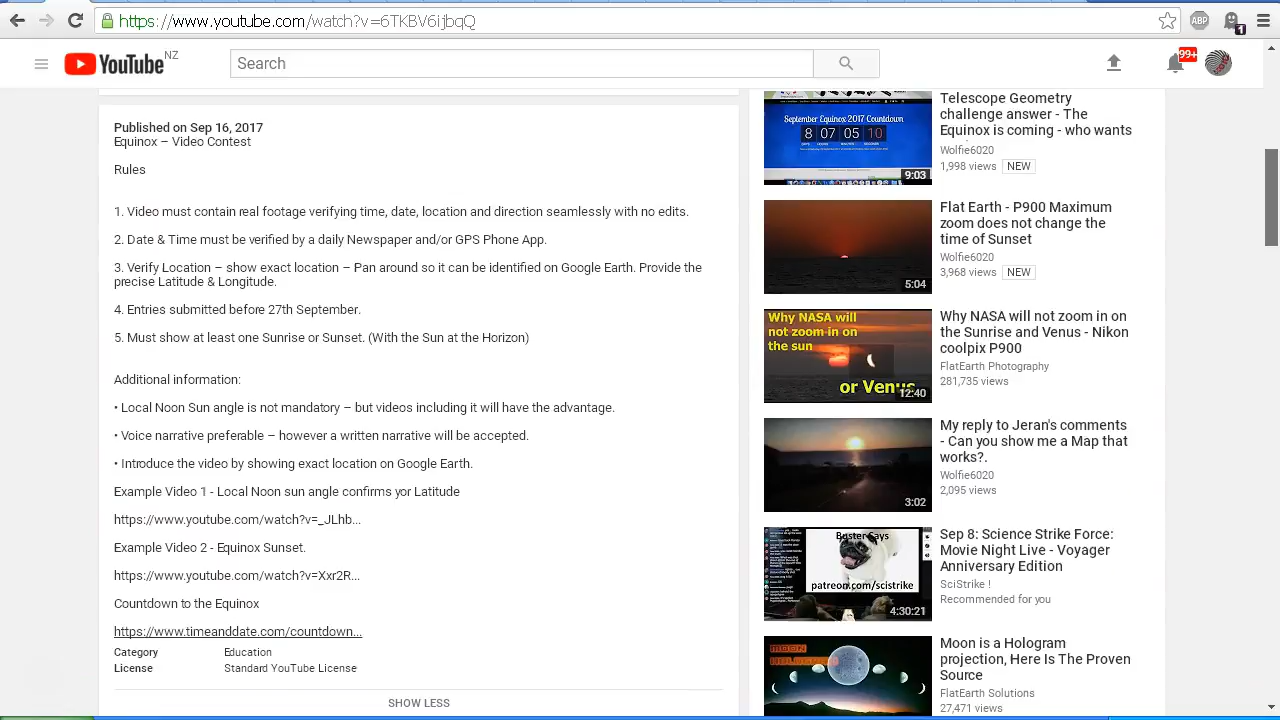 https://www.youtube.com/watch?v=6TKBV6ijbqQ
ABP
1
YouTube NZ
Search
99+
Published on Sep 16, 2017
Equinox – Video Contest
Rules
1. Video must contain real footage verifying time, date, location and direction seamlessly with no edits.
2. Date & Time must be verified by a daily Newspaper and/or GPS Phone App.
3. Verify Location – show exact location – Pan around so it can be identified on Google Earth. Provide the
precise Latitude & Longitude
4. Entries submitted before 27th September.
5. Must show at least one Sunrise or Sunset. (With the Sun at the Horizon)
Additional information:
• Local Noon Sun angle is not mandatory – but videos including it will have the advantage.
• Voice narrative preferable – however a written narrative will be accepted.
• Introduce the video by showing exact location on Google Earth.
Example Video 1 - Local Noon sun angle confirms yor Latitude
https://www.youtube.com/watch?v=_JLhb...
Example Video 2 - Equinox Sunset.
Countdown to the Equinox
https://www.timeanddate.com/countdown...
Category Education
License Standard YouTube License
SHOW LESS
September Equinox 2017 Countdown
8 07 05 10
9:03
Telescope Geometry
challenge answer - The
Equinox is coming - who wants
Wolfie6020
1,998 views NEW
5:04
Flat Earth - P900 Maximum
zoom does not change the
time of Sunset
Wolfie6020
3,968 views NEW
Why NASA will
not zoom in on
the sun
or Venus
12:40
Why NASA will not zoom in on
the Sunrise and Venus - Nikon
coolpix P900
FlatEarth Photography
281,735 views
3:02
My reply to Jeran's comments
- Can you show me a Map that
works?.
Wolfie6020
2,095 views
Buster Says
patreon.com/scistrike
4:30:21
Sep 8: Science Strike Force:
Movie Night Live - Voyager
Anniversary Edition
SciStrike !
Recommended for you
MOON
HOLOGRAM
Moon is a Hologram
projection, Here Is The Proven
Source
FlatEarth Solutions
27,471 views